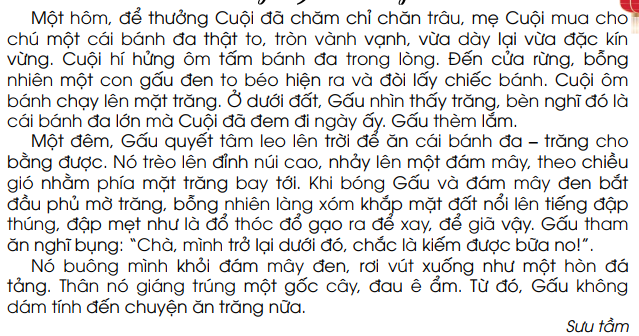 Một hôm, để thưởng Cuội đã chăm chỉ chăn trâu, mẹ Cuội mua cho
chú một cái bánh đa thật to, tròn vành vạnh, vừa dày lại vừa đặc kín
vừng. Cuội hí hửng ôm tấm bánh đa trong lòng. Đến cửa rừng, bỗng
nhiên một con gấu đen to béo hiện ra và đòi lấy chiếc bánh. Cuội ôm
bánh chạy lên mặt trăng. Ở dưới đất, Gấu nhìn thấy trăng, bèn nghĩ đó là
cái bánh đa lớn mà Cuội đã đem đi ngày ấy. Gấu thèm lắm.
Một đêm, Gấu quyết tâm leo lên trời để ăn cái bánh đa – trăng cho
bằng được. Nó trèo lên đỉnh núi cao, nhảy lên một đám mây, theo chiều
gió nhằm phía mặt trăng bay tới. Khi bóng Gấu và đám mây đen bắt
đầu phủ mờ trăng, bỗng nhiên làng xóm khắp mặt đất nổi lên tiếng đập
thúng, đập mẹt như là đổ thóc đổ gạo ra để xay, để giã vậy. Gấu tham
ăn nghĩ bụng: “Chà, mình trở lại dưới đó, chắc là kiếm được bữa no!”.
Nó buông mình khỏi đám mây đen, rơi vút xuống như một hòn đá
tảng. Thân nó giáng trúng một gốc cây, đau ê ẩm. Từ đó, Gấu không
dám tính đến chuyện ăn trăng nữa.
Sưu tầm